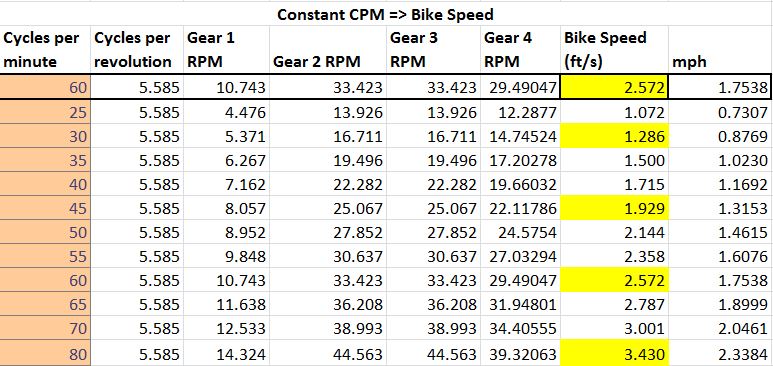 Constant CPM => Bike Speed
Cycles per minute Cycles per revolution Gear 1 RPM Gear 2 RPM Gear 3 RPM Gear 4 RPM Bike Speed (ft/s) mph
60 5.585 10.743 33.423 33.423 29.49047 2.572 1.7538
25 5.585 4.476 13.926 13.926 12.2877 1.072 0.7307
30 5.585 5.371 16.711 16.711 14.74524 1.286 0.8769
35 5.585 6.267 19.496 19.496 17.20278 1.500 1.0230
40 5.585 7.162 22.282 22.282 19.66032 1.715 1.1692
45 5.585 8.057 25.067 25.067 22.11786 1.929 1.3153
50 5.585 8.952 27.852 27.852 24.5754 2.144 1.4615
55 5.585 9.848 30.637 30.637 27.03294 2.358 1.6076
60 5.585 10.743 33.423 33.423 29.49047 2.572 1.7538
65 5.585 11.638 36.208 36.208 31.94801 2.787 1.8999
70 5.585 12.533 38.993 38.993 34.40555 3.001 2.0461
80 5.585 14.324 44.563 44.563 39.32063 3.430 2.3384